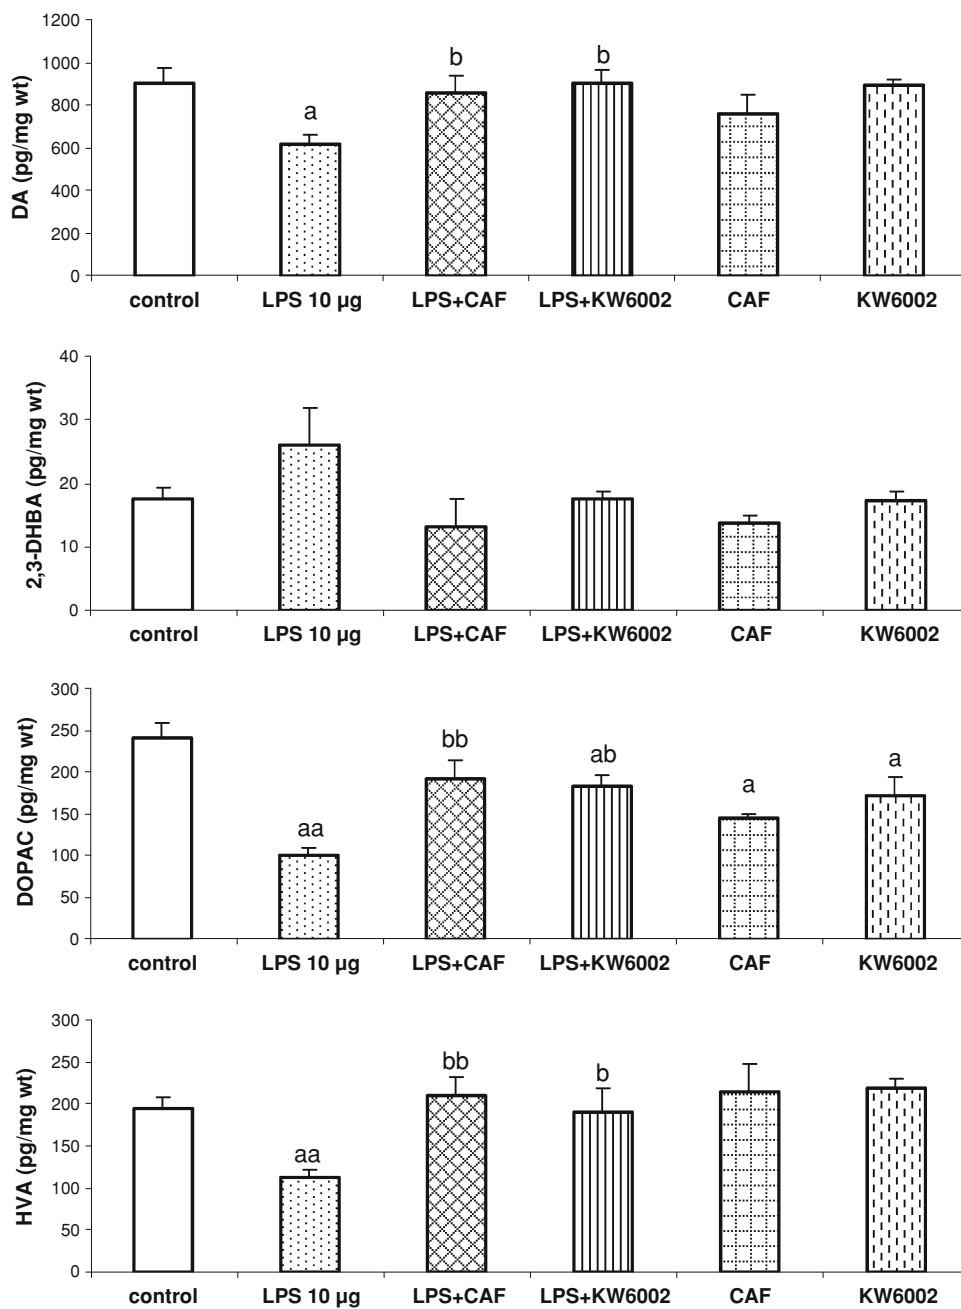 DA (pg/mg wt)
1200
1000
800
600
400
200
0
a
b
b
control
LPS 10 µg
LPS+CAF
LPS+KW6002
CAF
KW6002
2,3-DHBA (pg/mg wt)
40
30
20
10
0
control
LPS 10 µg
LPS+CAF
LPS+KW6002
CAF
KW6002
DOPAC (pg/mg wt)
300
250
200
150
100
50
0
aa
bb
ab
a
a
control
LPS 10 µg
LPS+CAF
LPS+KW6002
CAF
KW6002
HVA (pg/mg wt)
300
250
200
150
100
50
0
aa
bb
b
control
LPS 10 µg
LPS+CAF
LPS+KW6002
CAF
KW6002